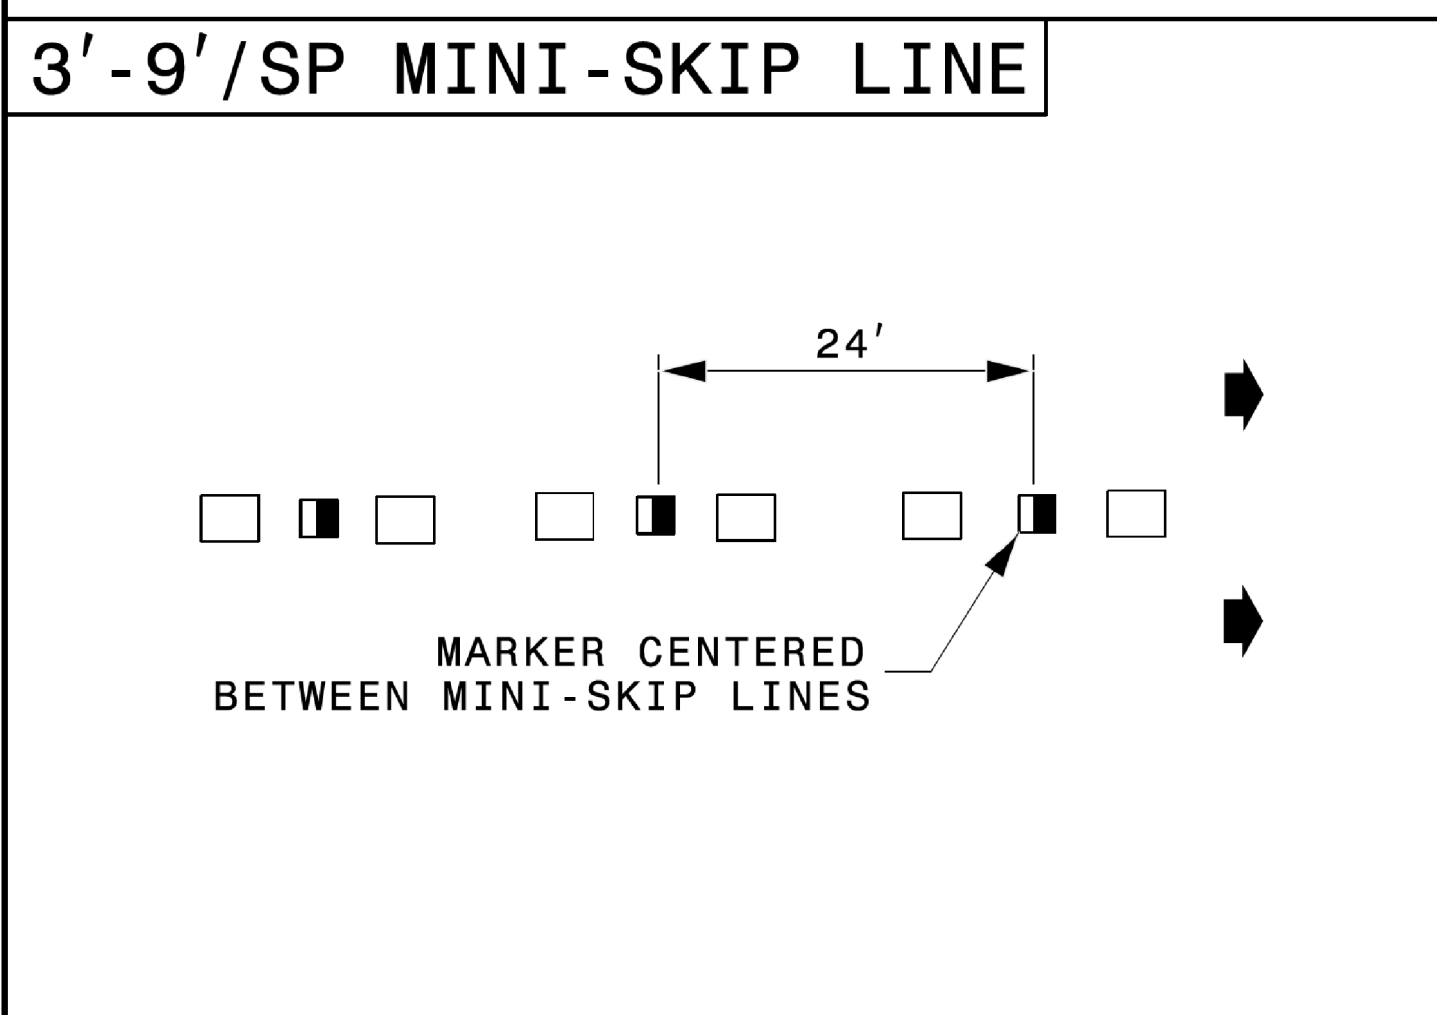 3'-9'/SP MINI-SKIP LINE
24'
MARKER CENTERED
BETWEEN MINI-SKIP LINES